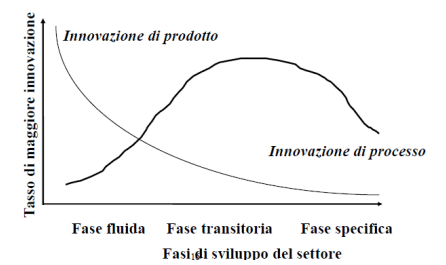 Innovazione di prodotto
Tasso di maggiore innovazione
Innovazione di processo
Fase fluida Fase transitoria Fase specifica
Fasi di sviluppo del settore